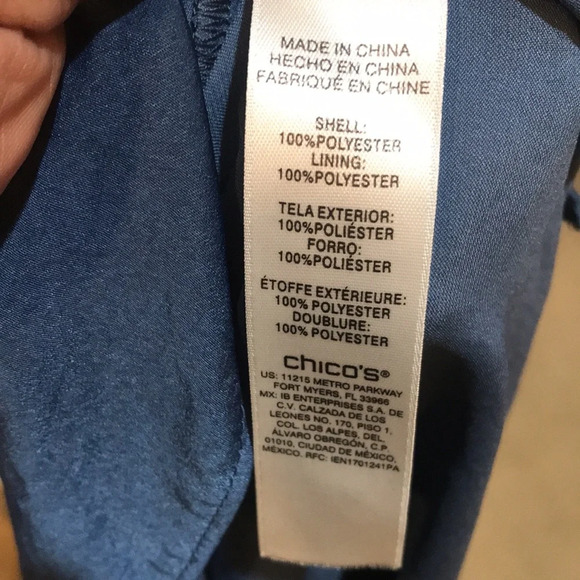 MADE IN CHINA
HECHO EN CHINA
FABRIQUÉ EN CHINE
SHELL:
100%POLYESTER
LINING:
100%POLYESTER
TELA EXTERIOR:
100%POLIÉSTER
FORRO:
100%POLIÉSTER
ÉTOFFE EXTÉRIEURE:
100% POLYESTER
DOUBLURE:
100% POLYESTER
chico's®
US: 11215 METRO PARKWAY
FORT MYERS, FL 33966
MX: IB ENTERPRISES S.A. DE
C.V. CALZADA DE LOS
LEONES NO. 170, PISO 1,
COL. LOS ALPES, DEL.
ÁLVARO OBREGÓN, C.P.
01010, CIUDAD DE MÉXICO,
MÉXICO. RFC: IEN1701241PA